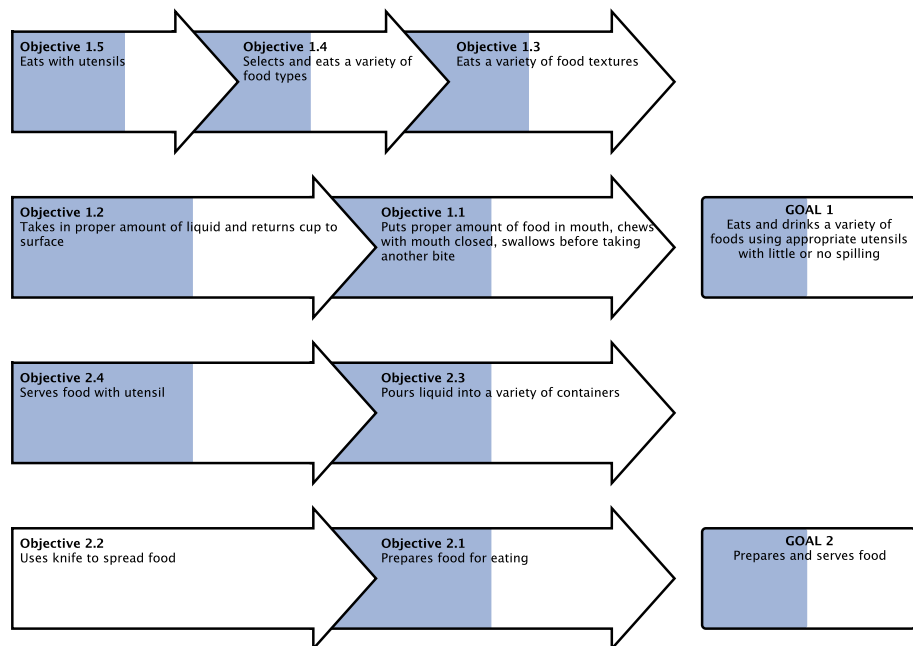 Objective 1.5
Eats with utensils
Objective 1.4
Selects and eats a variety of
food types
Objective 1.3
Eats a variety of food textures
Objective 1.2
Takes in proper amount of liquid and returns cup to
surface
Objective 1.1
Puts proper amount of food in mouth, chews
with mouth closed, swallows before taking
another bite
GOAL 1
Eats and drinks a variety of
foods using appropriate utensils
with little or no spilling
Objective 2.4
Serves food with utensil
Objective 2.3
Pours liquid into a variety of containers
Objective 2.2
Uses knife to spread food
Objective 2.1
Prepares food for eating
GOAL 2
Prepares and serves food